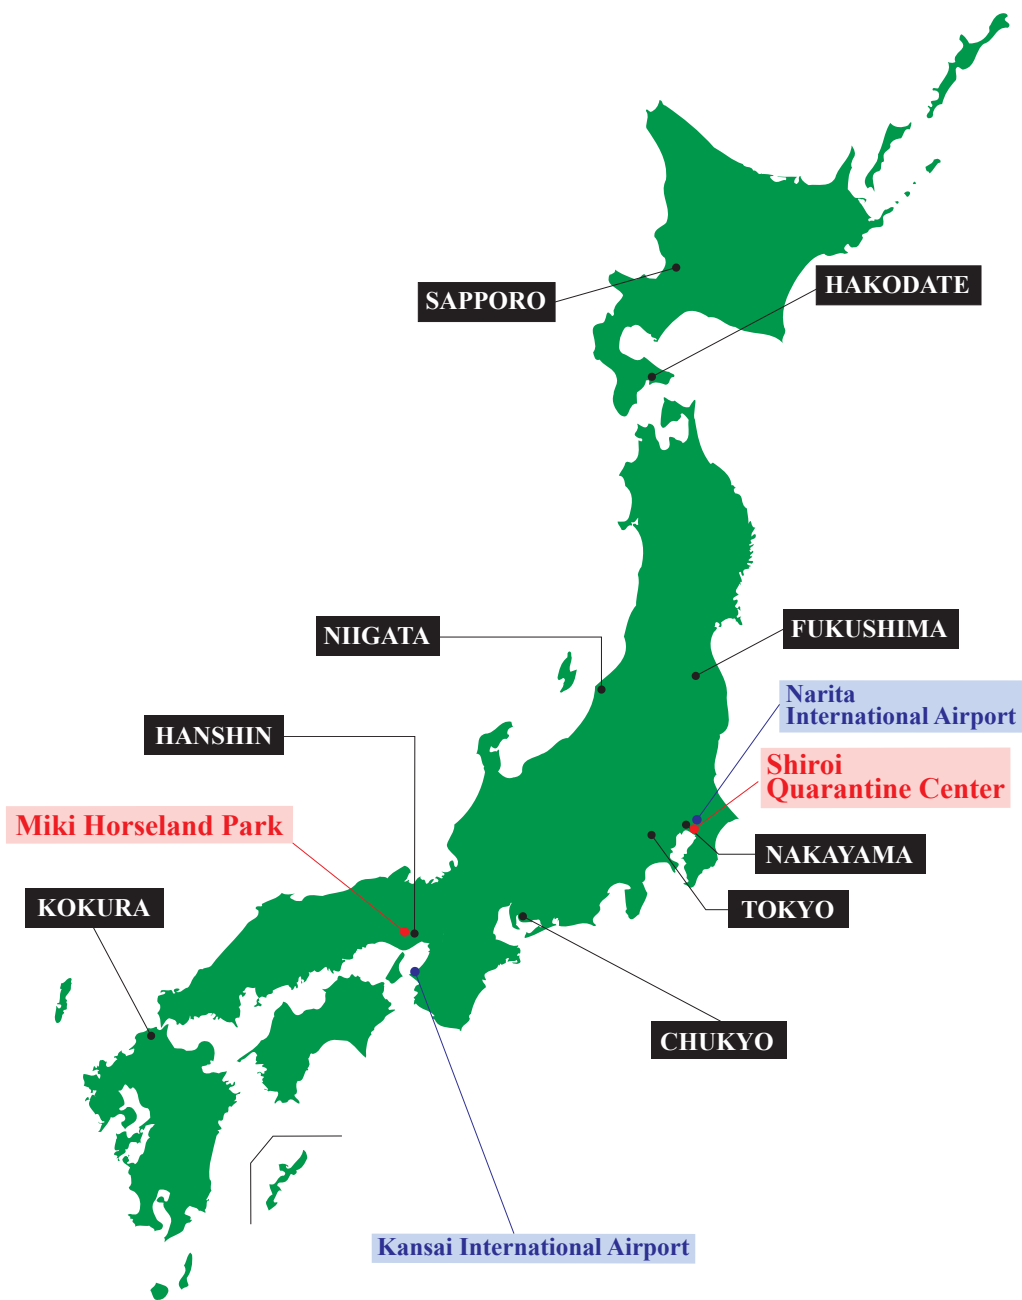 HAKODATE
SAPPORO
FUKUSHIMA
NIIGATA
Narita
International Airport
HANSHIN
Shiroi
Quarantine Center
Miki Horseland Park
NAKAYAMA
KOKURA
TOKYO
CHUKYO
Kansai International Airport